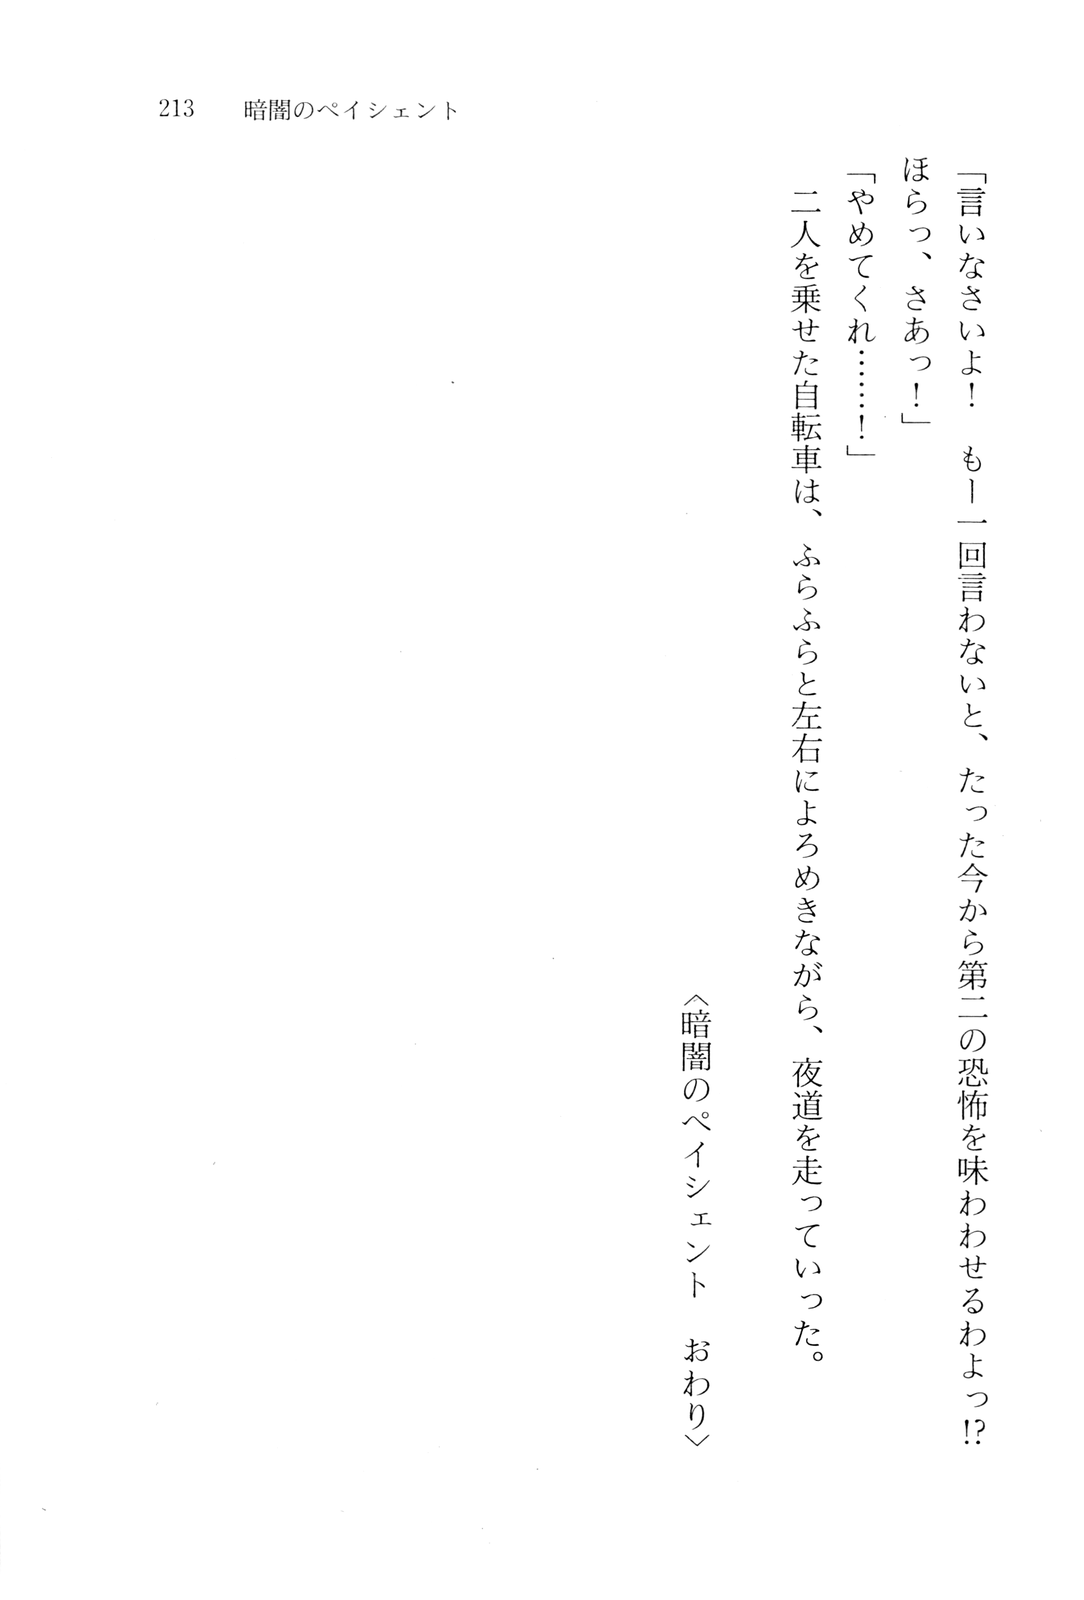 213　暗闇のペイシェント
「言いなさいよ！　もー一回言わないと、たった今から第二の恐怖を味わわせるわよっ!?
ほらっ、さあっ！」
「やめてくれ……！」
　二人を乗せた自転車は、ふらふらと左右によろめきながら、夜道を走っていった。
〈暗闇のペイシェント　おわり〉